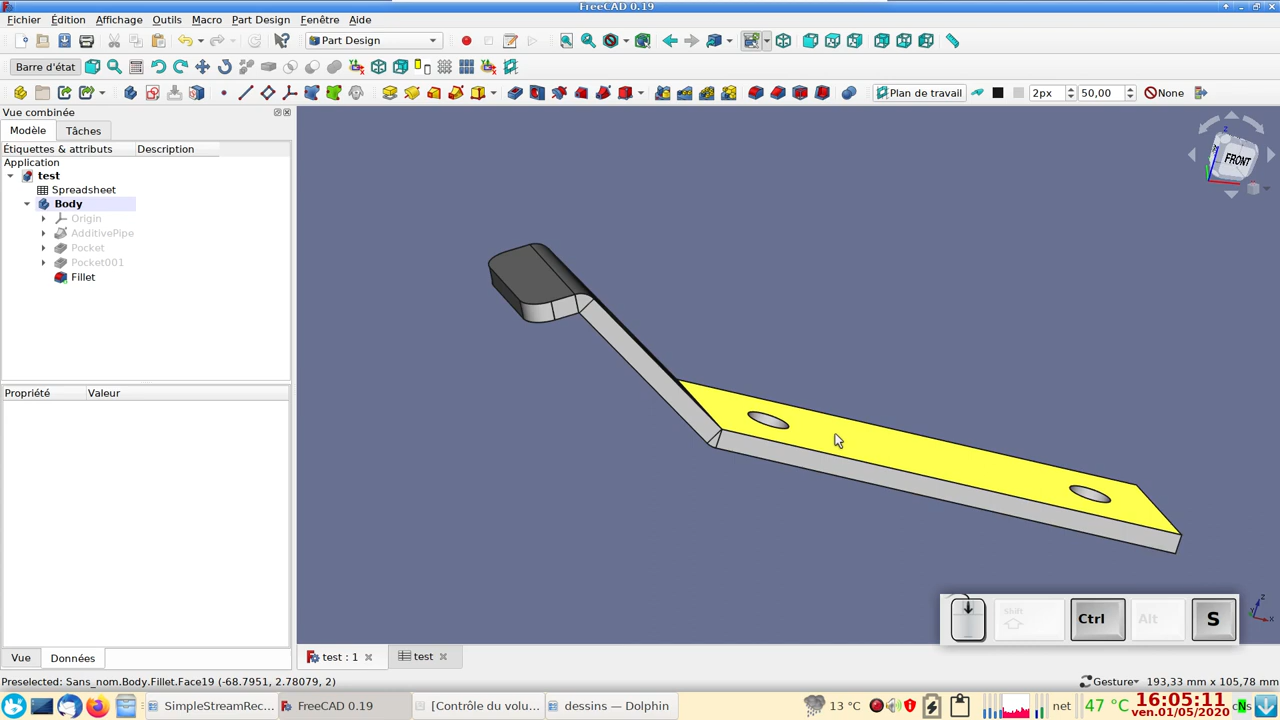 FreeCAD 0.19
Fichier Édition Affichage Outils Macro Part Design Fenêtre Aide
Part Design
Barre d'état
Plan de travail 2px 50,00 None
Vue combinée
Modèle Tâches
Étiquettes & attributs Description
Application
test
Spreadsheet
Body
Origin
AdditivePipe
Pocket
Pocket001
Fillet
FRONT
Propriété Valeur
Shift Ctrl Alt S
Vue Données
test : 1 test
Preselected: Sans_nom.Body.Fillet.Face19 (-68.7951, 2.78079, 2) Gesture 193,33 mm x 105,78 mm
SimpleStreamRec... FreeCAD 0.19 [Contrôle du volu... dessins — Dolphin 13 °C net 47 °C 16:05:11
ven.01/05/2020